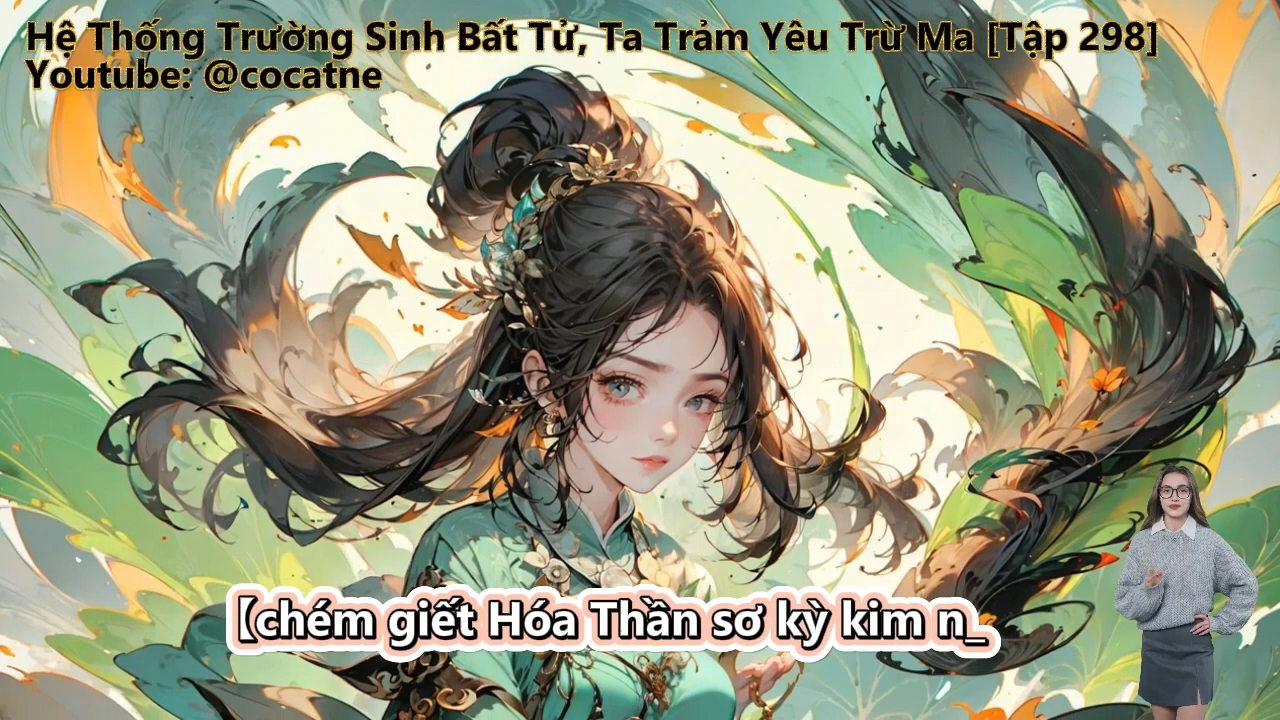 Hệ Thống Trường Sinh Bất Tử, Ta Trảm Yêu Trừ Ma [Tập 298]
Youtube: @cocatne
【chém giết Hóa Thần sơ kỳ kim n_